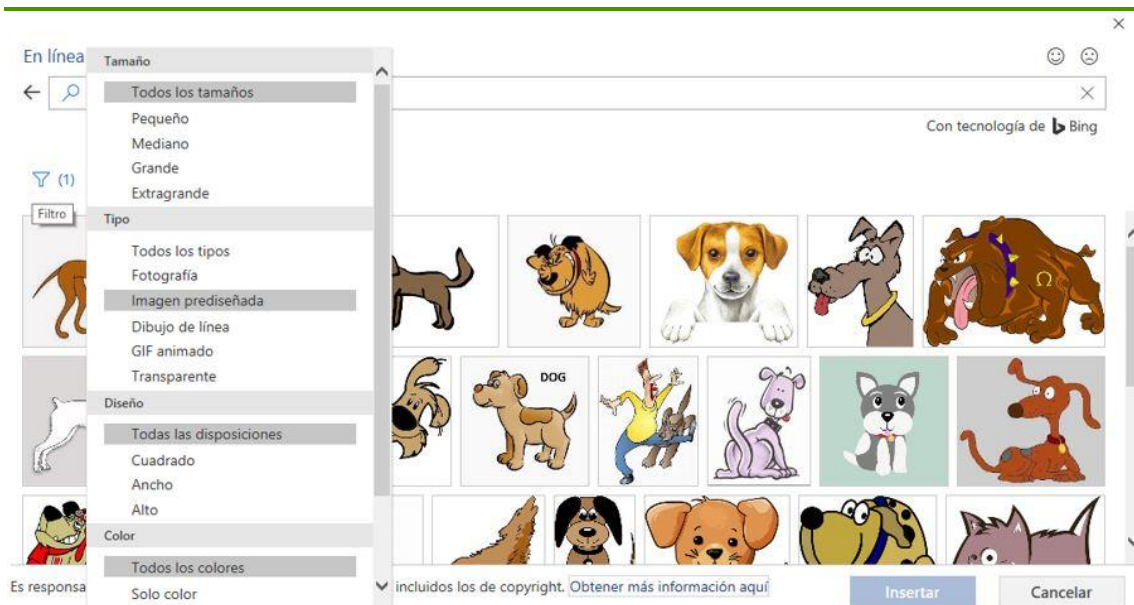 En línea
Con tecnología de Bing
(1)
Filtro
Tamaño
Todos los tamaños
Pequeño
Mediano
Grande
Extragrande
Tipo
Todos los tipos
Fotografía
Imagen prediseñada
Dibujo de línea
GIF animado
Transparente
Diseño
Todas las disposiciones
Cuadrado
Ancho
Alto
Color
Todos los colores
Solo color
Ω
DOG
Es responsa
incluidos los de copyright. Obtener más información aquí
Insertar
Cancelar